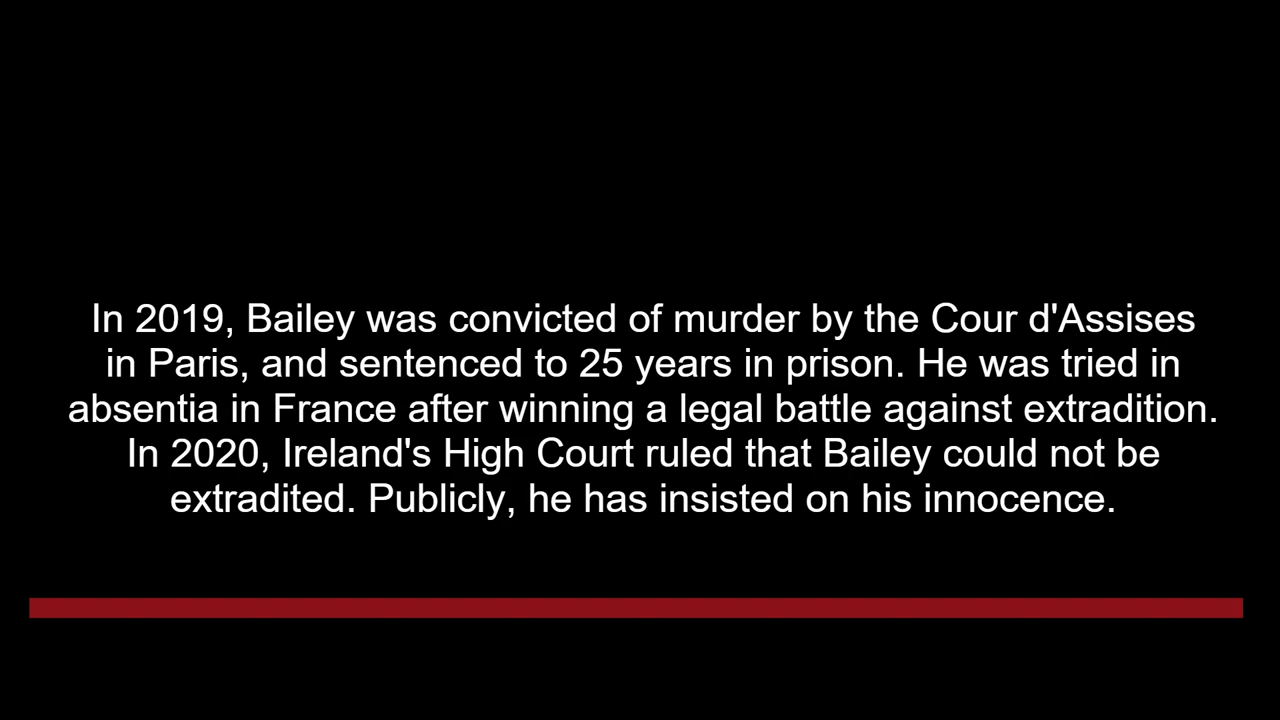 In 2019, Bailey was convicted of murder by the Cour d'Assises
in Paris, and sentenced to 25 years in prison. He was tried in
absentia in France after winning a legal battle against extradition.
In 2020, Ireland's High Court ruled that Bailey could not be
extradited. Publicly, he has insisted on his innocence.